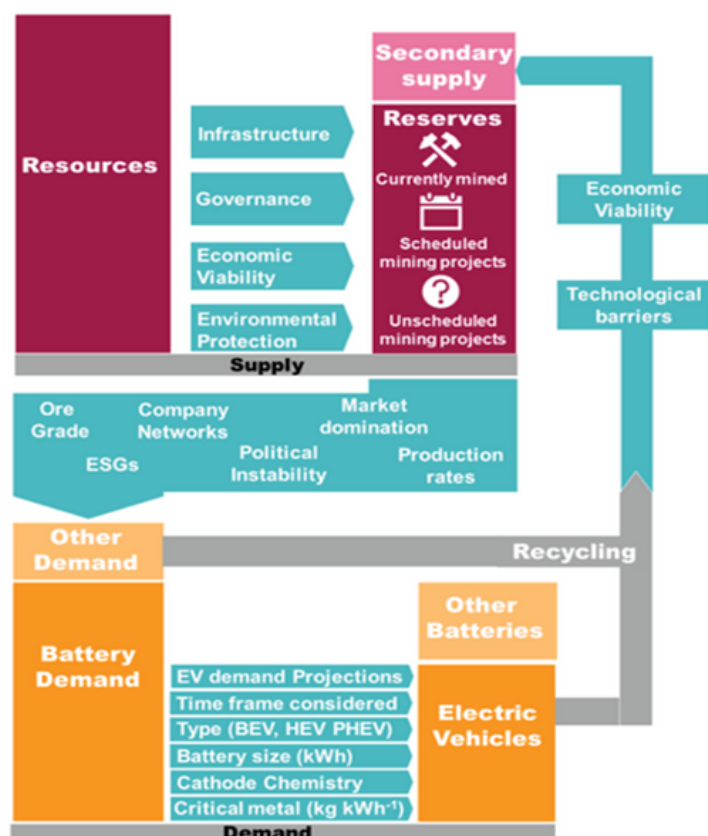 Resources
Infrastructure
Governance
Economic
Viability
Environmental
Protection
Secondary
supply
Reserves
Currently mined
Scheduled
mining projects
?
Unscheduled
mining projects
Economic
Viability
Technological
barriers
Supply
Ore
Grade
Company
Networks
Market
domination
ESGs
Political
Instability
Production
rates
Other
Demand
Recycling
Battery
Demand
EV demand Projections
Time frame considered
Type (BEV, HEV PHEV)
Battery size (kWh)
Cathode Chemistry
Critical metal (kg kWh⁻¹)
Other
Batteries
Electric
Vehicles
Demand